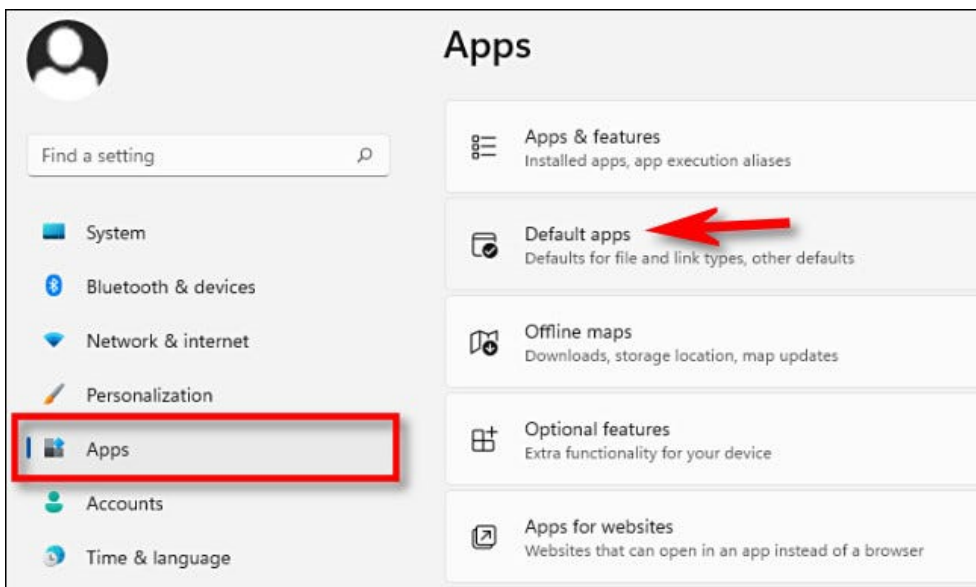 Apps
Find a setting
System
Bluetooth & devices
Network & internet
Personalization
Apps
Accounts
Time & language
Apps & features
Installed apps, app execution aliases
Default apps
Defaults for file and link types, other defaults
Offline maps
Downloads, storage location, map updates
Optional features
Extra functionality for your device
Apps for websites
Websites that can open in an app instead of a browser